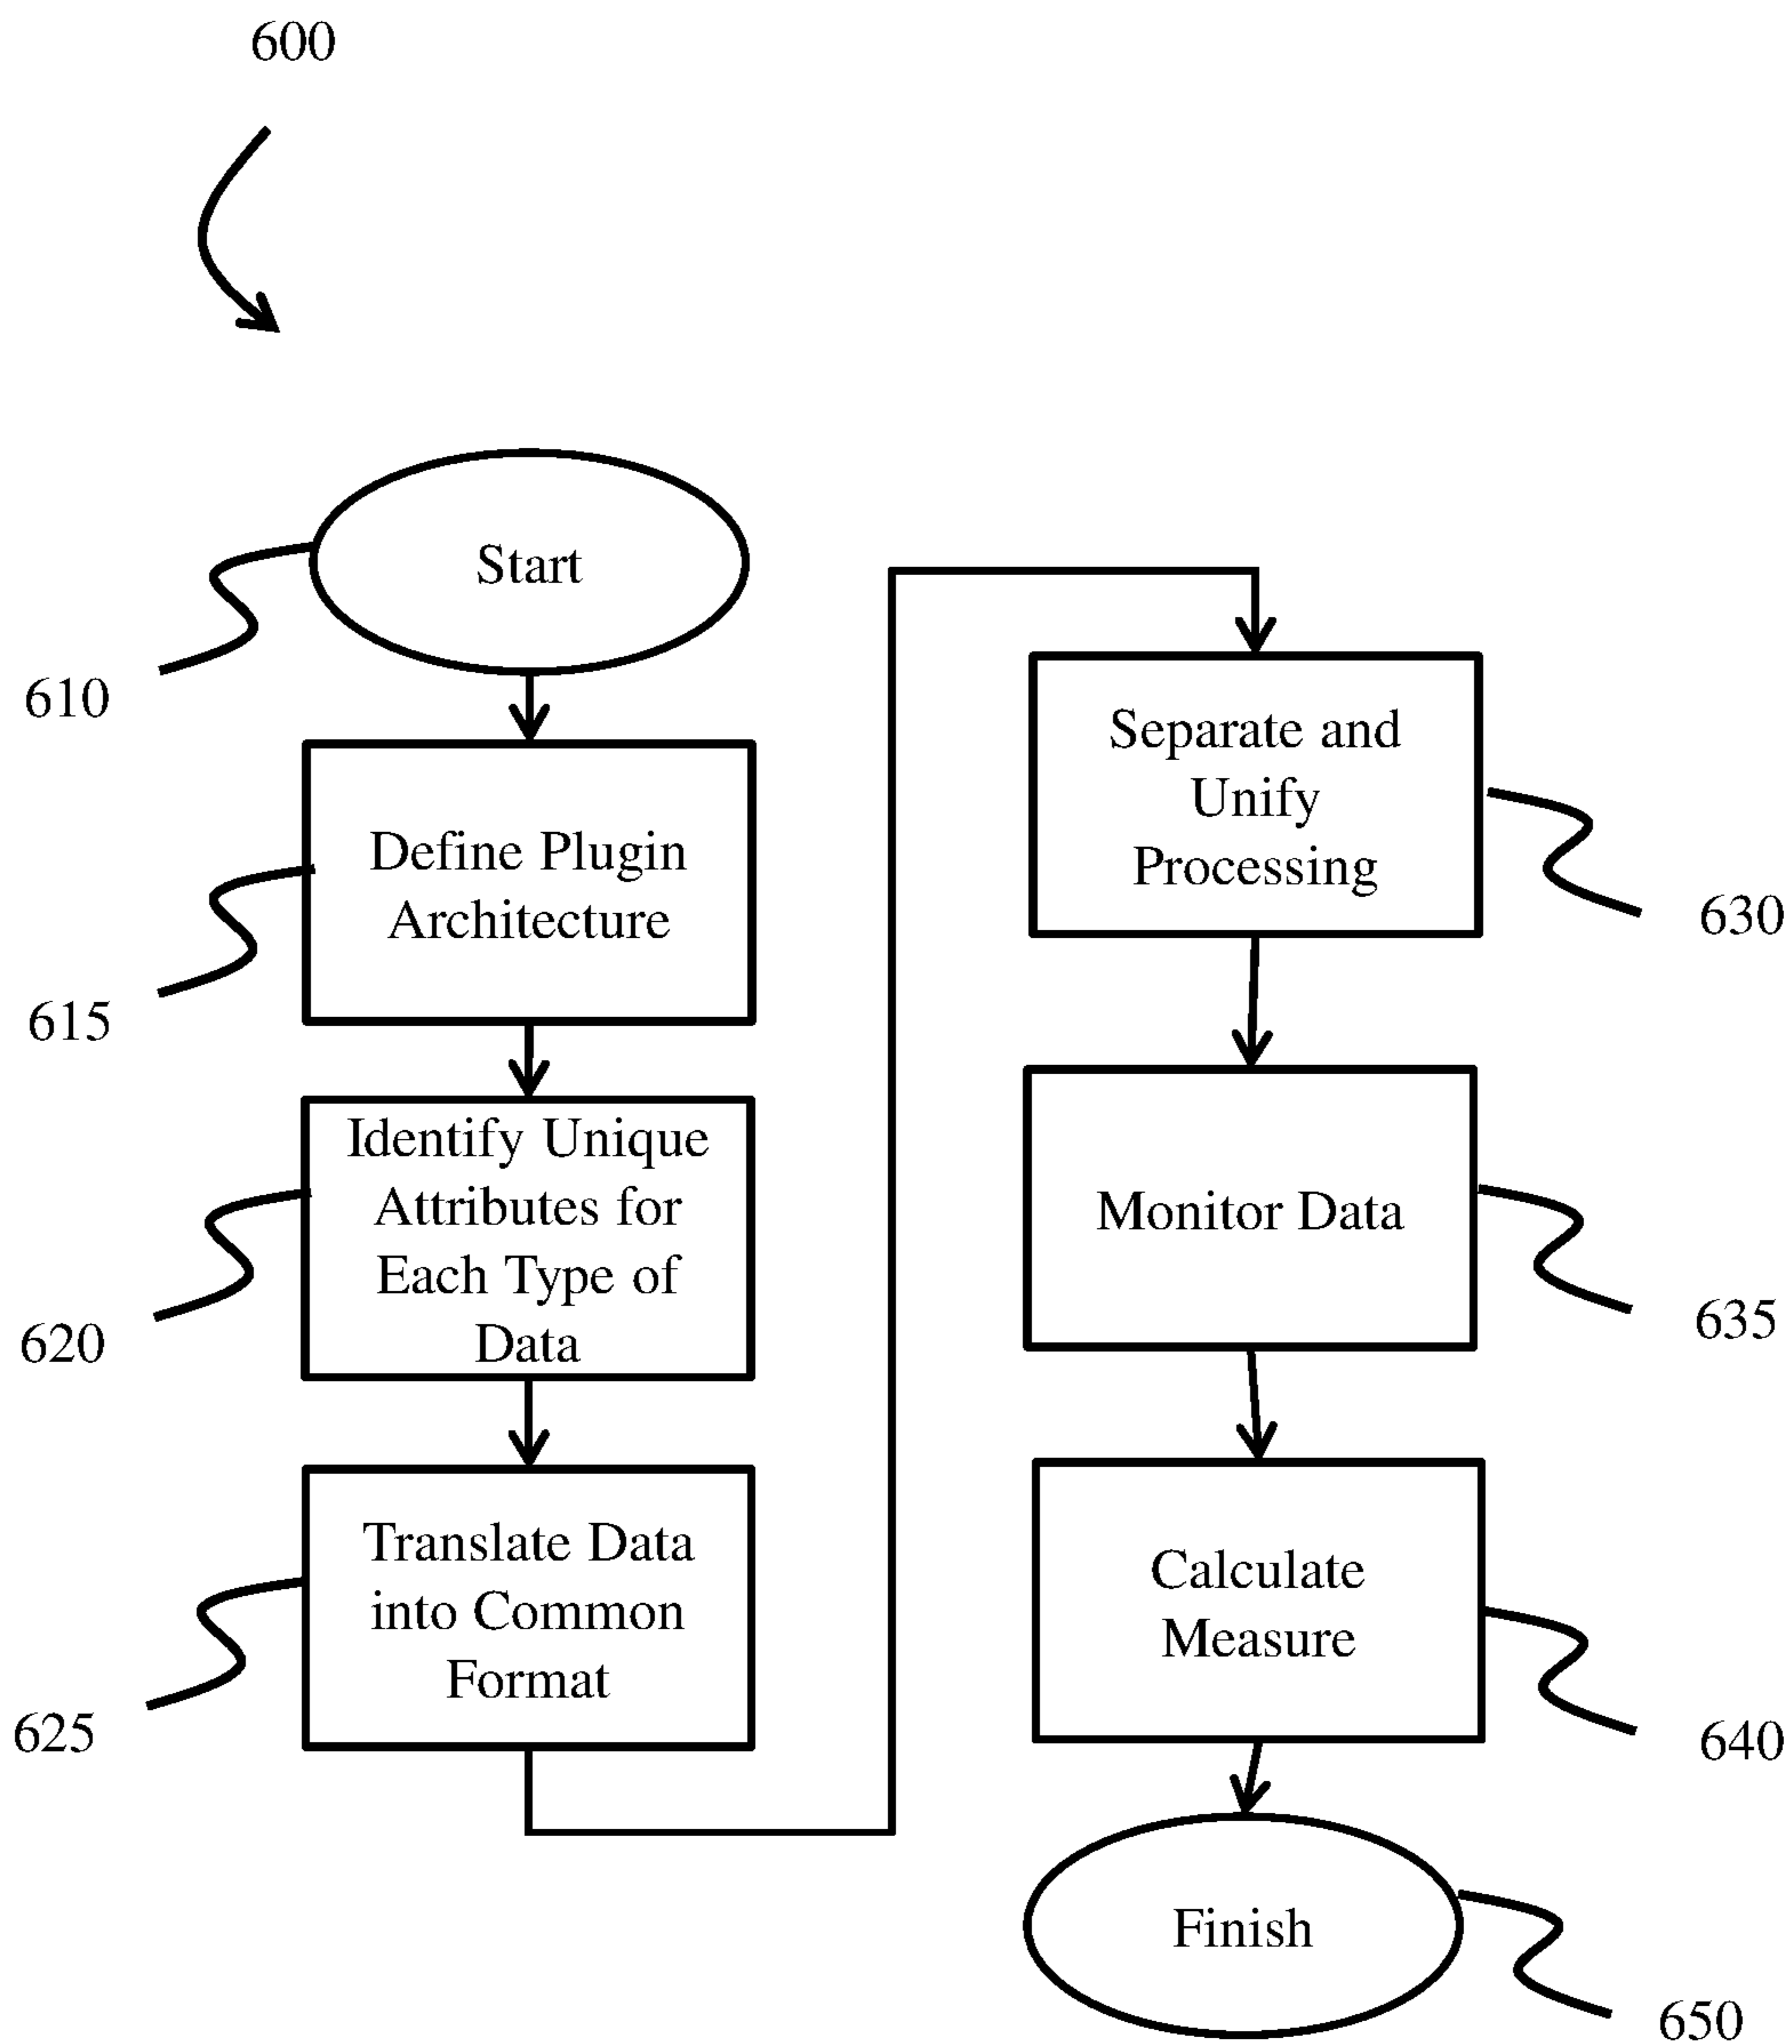 600
Start
610
Define Plugin
Architecture
615
Identify Unique
Attributes for
Each Type of
Data
620
Translate Data
into Common
Format
625
Separate and
Unify
Processing
630
Monitor Data
635
Calculate
Measure
640
Finish
650